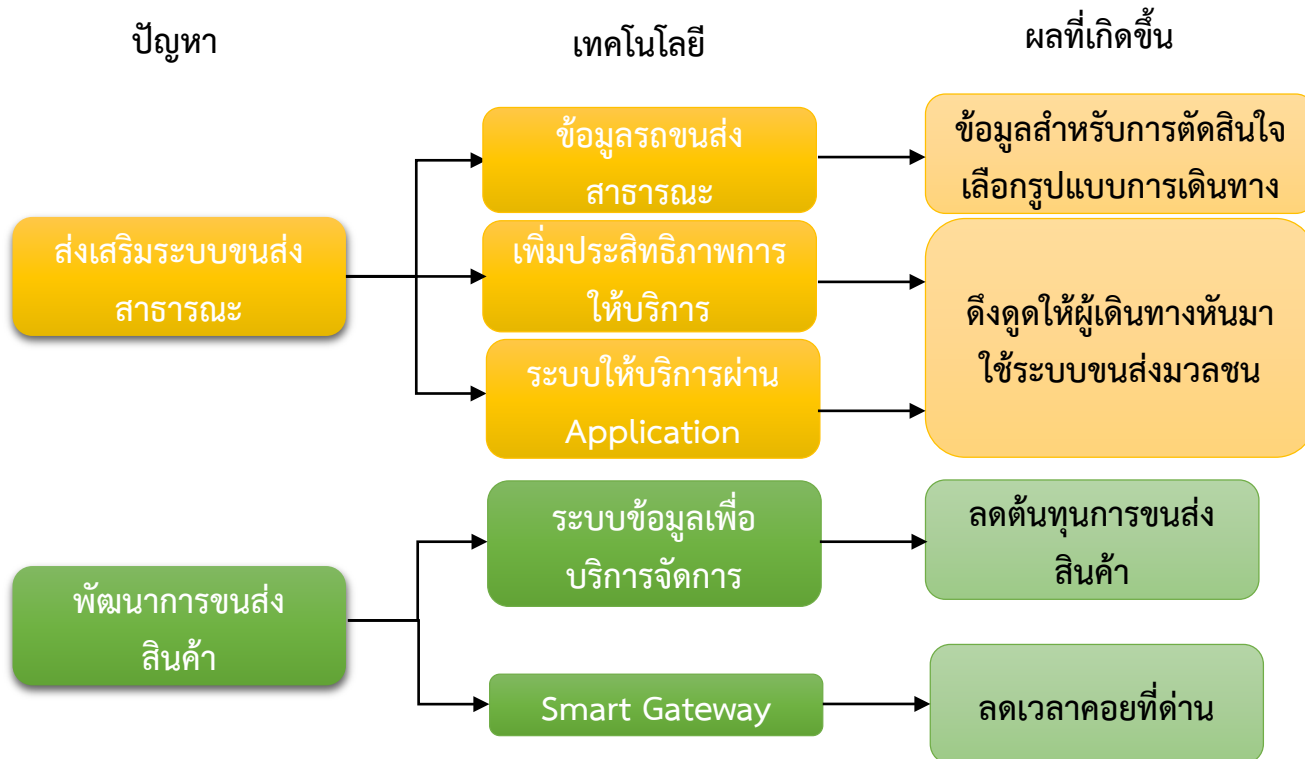 ปัญหา
เทคโนโลยี
ผลที่เกิดขึ้น
ส่งเสริมระบบขนส่ง
สาธารณะ
ข้อมูลรถขนส่ง
สาธารณะ
ข้อมูลสำหรับการตัดสินใจ
เลือกรูปแบบการเดินทาง
เพิ่มประสิทธิภาพการ
ให้บริการ
ระบบให้บริการผ่าน
Application
ดึงดูดให้ผู้เดินทางหันมา
ใช้ระบบขนส่งมวลชน
พัฒนาการขนส่ง
สินค้า
ระบบข้อมูลเพื่อ
บริการจัดการ
ลดต้นทุนการขนส่ง
สินค้า
Smart Gateway
ลดเวลาคอยที่ด่าน